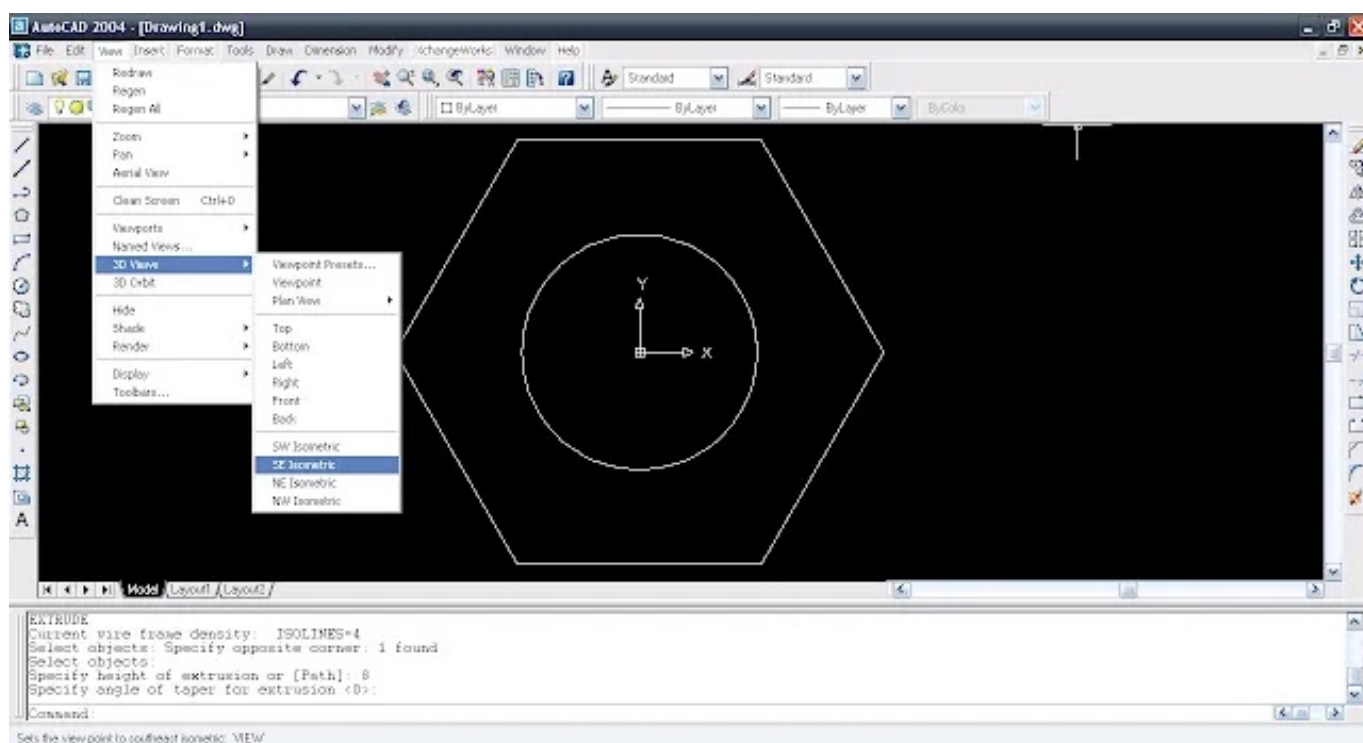 AutoCAD 2004 - [Drawing1.dwg]
File Edit View Insert Format Tools Draw Dimension Modify XchangeWorks Window Help
Standard Standard
ByLayer ByLayer ByLayer ByColor
Redraw
Regen
Regen All
Zoom
Pan
Aerial View
Clean Screen Ctrl+0
Viewports
Named Views...
3D Views
3D Orbit
Hide
Shade
Render
Display
Toolbars...
Viewpoint Presets...
Viewpoint
Plan View
Top
Bottom
Left
Right
Front
Back
SW Isometric
SE Isometric
NE Isometric
NW Isometric
Y
X
A
Model Layout1 Layout2
EXTRUDE
Current wire frame density: ISOLINES=4
Select objects: Specify opposite corner: 1 found
Select objects:
Specify height of extrusion or [Path]: 8
Specify angle of taper for extrusion <0>:
Command:
Sets the viewpoint to southeast isometric: VIEW